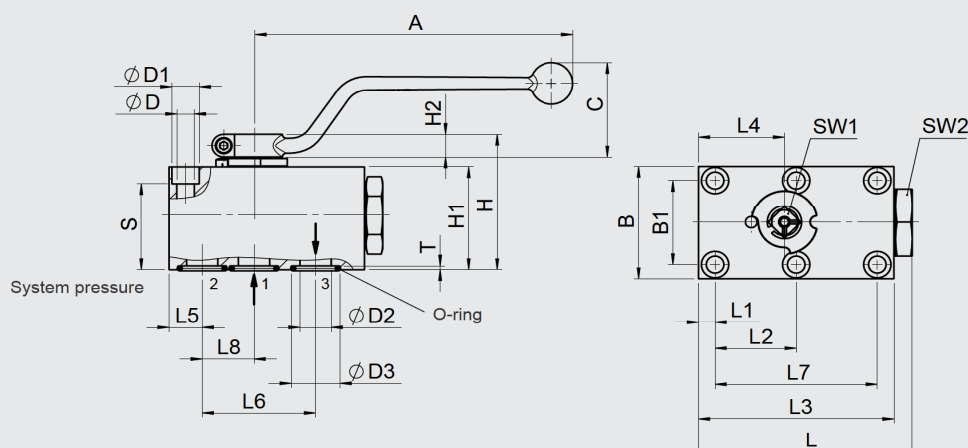 A
Ø D1
Ø D
H2
C
L4
SW1
SW2
S
H1
H
T
B
B1
System pressure
2
1
3
O-ring
L5
Ø D2
L1
L8
L2
Ø D3
L7
L6
L3
L